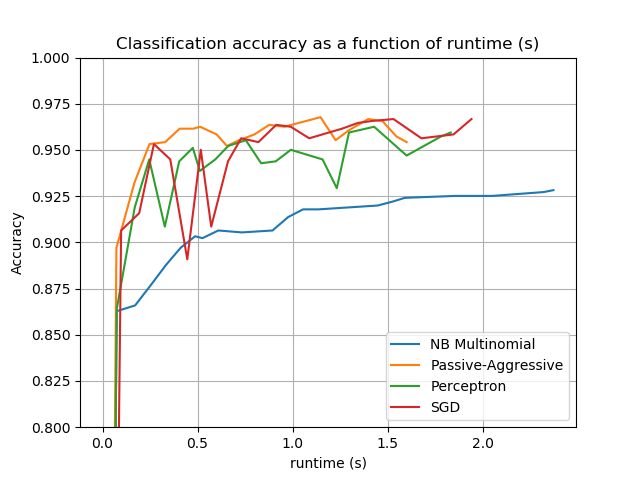 Classification accuracy as a function of runtime (s)
1.000
0.975
0.950
0.925
0.900
0.875
0.850
0.825
0.800
Accuracy
NB Multinomial
Passive-Aggressive
Perceptron
SGD
0.0 0.5 1.0 1.5 2.0
runtime (s)